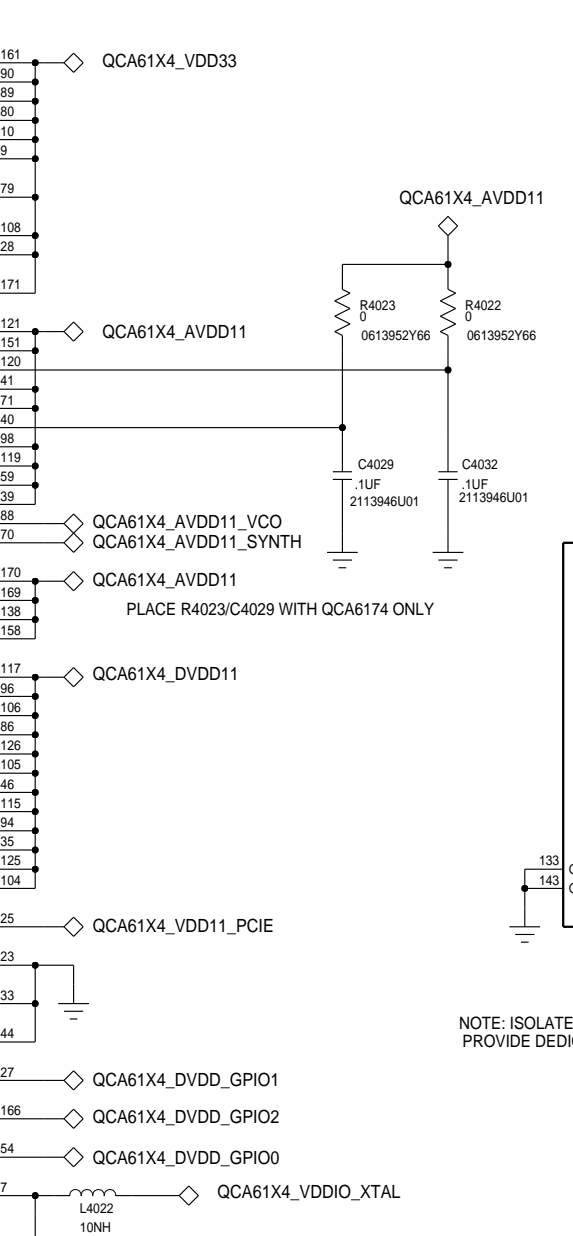 161 QCA61X4_VDD33
90
89
80
10
9
79
108
28
171
QCA61X4_AVDD11
R4023
0
0613952Y66
R4022
0
0613952Y66
121 QCA61X4_AVDD11
151
120
41
71
40
98
119
59
39
C4029
.1UF
2113946U01
C4032
.1UF
2113946U01
88 QCA61X4_AVDD11_VCO
70 QCA61X4_AVDD11_SYNTH
170 QCA61X4_AVDD11
169
138
158
PLACE R4023/C4029 WITH QCA6174 ONLY
117 QCA61X4_DVDD11
96
106
86
126
105
46
115
94
35
125
104
133
143
25 QCA61X4_VDD11_PCIE
23
33
44
NOTE: ISOLATE
PROVIDE
27 QCA61X4_DVDD_GPIO1
166 QCA61X4_DVDD_GPIO2
54 QCA61X4_DVDD_GPIO0
7 QCA61X4_VDDIO_XTAL
L4022
10NH